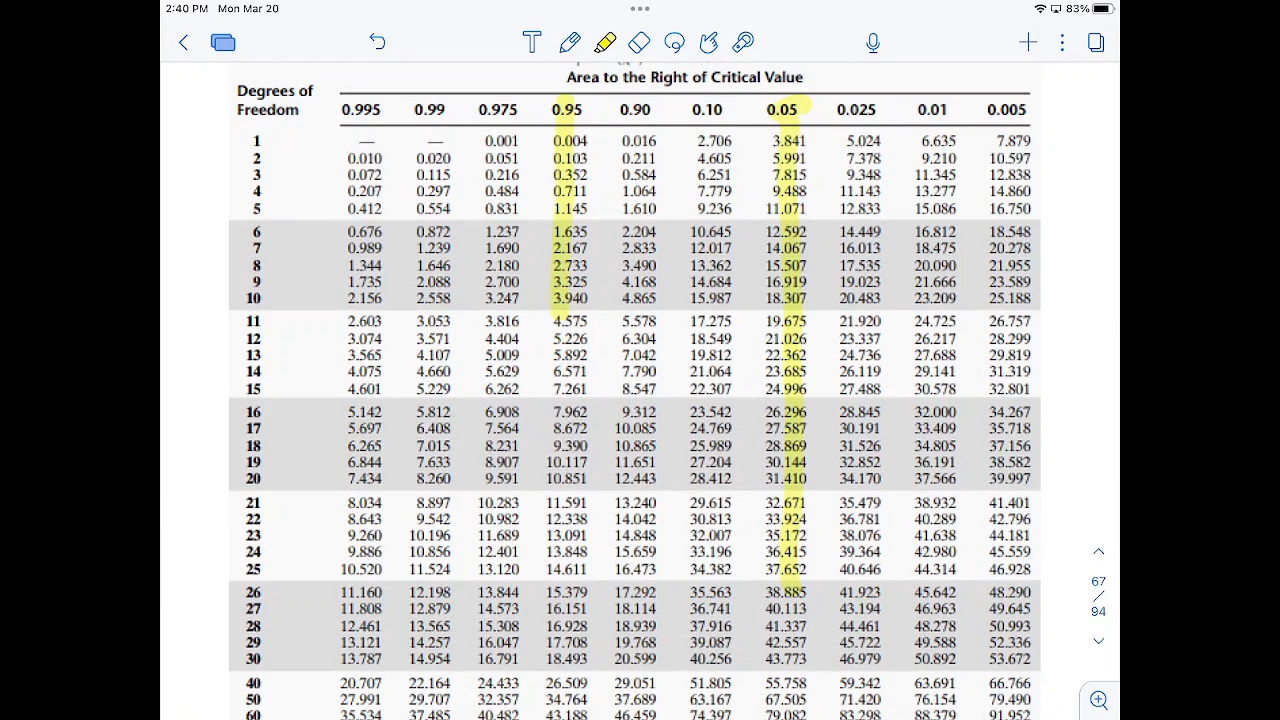 2:40 PM Mon Mar 20
83%
Area to the Right of Critical Value
Degrees of
Freedom 0.995 0.99 0.975 0.95 0.90 0.10 0.05 0.025 0.01 0.005
1 — — 0.001 0.004 0.016 2.706 3.841 5.024 6.635 7.879
2 0.010 0.020 0.051 0.103 0.211 4.605 5.991 7.378 9.210 10.597
3 0.072 0.115 0.216 0.352 0.584 6.251 7.815 9.348 11.345 12.838
4 0.207 0.297 0.484 0.711 1.064 7.779 9.488 11.143 13.277 14.860
5 0.412 0.554 0.831 1.145 1.610 9.236 11.071 12.833 15.086 16.750
6 0.676 0.872 1.237 1.635 2.204 10.645 12.592 14.449 16.812 18.548
7 0.989 1.239 1.690 2.167 2.833 12.017 14.067 16.013 18.475 20.278
8 1.344 1.646 2.180 2.733 3.490 13.362 15.507 17.535 20.090 21.955
9 1.735 2.088 2.700 3.325 4.168 14.684 16.919 19.023 21.666 23.589
10 2.156 2.558 3.247 3.940 4.865 15.987 18.307 20.483 23.209 25.188
11 2.603 3.053 3.816 4.575 5.578 17.275 19.675 21.920 24.725 26.757
12 3.074 3.571 4.404 5.226 6.304 18.549 21.026 23.337 26.217 28.299
13 3.565 4.107 5.009 5.892 7.042 19.812 22.362 24.736 27.688 29.819
14 4.075 4.660 5.629 6.571 7.790 21.064 23.685 26.119 29.141 31.319
15 4.601 5.229 6.262 7.261 8.547 22.307 24.996 27.488 30.578 32.801
16 5.142 5.812 6.908 7.962 9.312 23.542 26.296 28.845 32.000 34.267
17 5.697 6.408 7.564 8.672 10.085 24.769 27.587 30.191 33.409 35.718
18 6.265 7.015 8.231 9.390 10.865 25.989 28.869 31.526 34.805 37.156
19 6.844 7.633 8.907 10.117 11.651 27.204 30.144 32.852 36.191 38.582
20 7.434 8.260 9.591 10.851 12.443 28.412 31.410 34.170 37.566 39.997
21 8.034 8.897 10.283 11.591 13.240 29.615 32.671 35.479 38.932 41.401
22 8.643 9.542 10.982 12.338 14.042 30.813 33.924 36.781 40.289 42.796
23 9.260 10.196 11.689 13.091 14.848 32.007 35.172 38.076 41.638 44.181
24 9.886 10.856 12.401 13.848 15.659 33.196 36.415 39.364 42.980 45.559
25 10.520 11.524 13.120 14.611 16.473 34.382 37.652 40.646 44.314 46.928
26 11.160 12.198 13.844 15.379 17.292 35.563 38.885 41.923 45.642 48.290
27 11.808 12.879 14.573 16.151 18.114 36.741 40.113 43.194 46.963 49.645
28 12.461 13.565 15.308 16.928 18.939 37.916 41.337 44.461 48.278 50.993
29 13.121 14.257 16.047 17.708 19.768 39.087 42.557 45.722 49.588 52.336
30 13.787 14.954 16.791 18.493 20.599 40.256 43.773 46.979 50.892 53.672
40 20.707 22.164 24.433 26.509 29.051 51.805 55.758 59.342 63.691 66.766
50 27.991 29.707 32.357 34.764 37.689 63.167 67.505 71.420 76.154 79.490
60 35.534 37.485 40.482 43.188 46.459 74.397 79.082 83.298 88.379 91.952
67
/
94